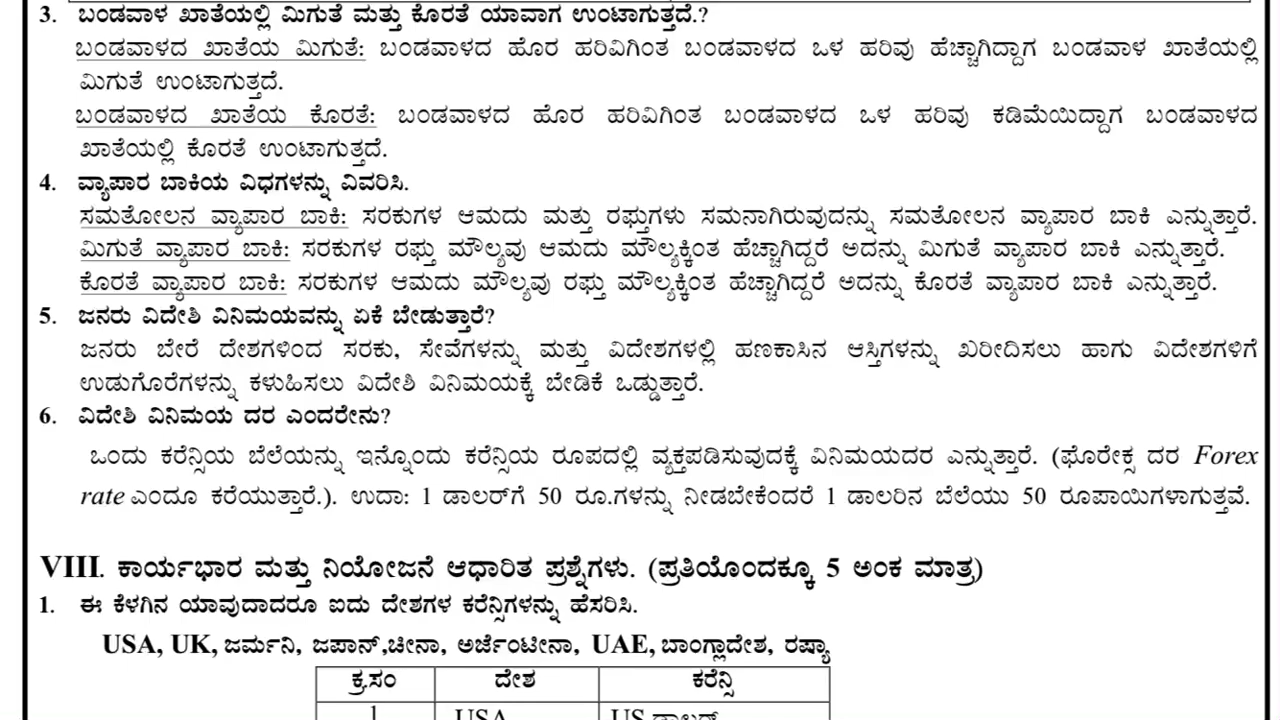 3. ಬಂಡವಾಳ ಖಾತೆಯಲ್ಲಿ ಮಿಗುತೆ ಮತ್ತು ಕೊರತೆ ಯಾವಾಗ ಉಂಟಾಗುತ್ತದೆ.?
ಬಂಡವಾಳದ ಖಾತೆಯ ಮಿಗುತೆ: ಬಂಡವಾಳದ ಹೊರ ಹರಿವಿಗಿಂತ ಬಂಡವಾಳದ ಒಳ ಹರಿವು ಹೆಚ್ಚಾಗಿದ್ದಾಗ ಬಂಡವಾಳ ಖಾತೆಯಲ್ಲಿ
ಮಿಗುತೆ ಉಂಟಾಗುತ್ತದೆ.
ಬಂಡವಾಳದ ಖಾತೆಯ ಕೊರತೆ: ಬಂಡವಾಳದ ಹೊರ ಹರಿವಿಗಿಂತ ಬಂಡವಾಳದ ಒಳ ಹರಿವು ಕಡಿಮೆಯಿದ್ದಾಗ ಬಂಡವಾಳದ
ಖಾತೆಯಲ್ಲಿ ಕೊರತೆ ಉಂಟಾಗುತ್ತದೆ.
4. ವ್ಯಾಪಾರ ಬಾಕಿಯ ವಿಧಗಳನ್ನು ವಿವರಿಸಿ.
ಸಮತೋಲನ ವ್ಯಾಪಾರ ಬಾಕಿ: ಸರಕುಗಳ ಆಮದು ಮತ್ತು ರಫ್ತುಗಳು ಸಮನಾಗಿರುವುದನ್ನು ಸಮತೋಲನ ವ್ಯಾಪಾರ ಬಾಕಿ ಎನ್ನುತ್ತಾರೆ.
ಮಿಗುತೆ ವ್ಯಾಪಾರ ಬಾಕಿ: ಸರಕುಗಳ ರಫ್ತು ಮೌಲ್ಯವು ಆಮದು ಮೌಲ್ಯಕ್ಕಿಂತ ಹೆಚ್ಚಾಗಿದ್ದರೆ ಅದನ್ನು ಮಿಗುತೆ ವ್ಯಾಪಾರ ಬಾಕಿ ಎನ್ನುತ್ತಾರೆ.
ಕೊರತೆ ವ್ಯಾಪಾರ ಬಾಕಿ: ಸರಕುಗಳ ಆಮದು ಮೌಲ್ಯವು ರಫ್ತು ಮೌಲ್ಯಕ್ಕಿಂತ ಹೆಚ್ಚಾಗಿದ್ದರೆ ಅದನ್ನು ಕೊರತೆ ವ್ಯಾಪಾರ ಬಾಕಿ ಎನ್ನುತ್ತಾರೆ.
5. ಜನರು ವಿದೇಶಿ ವಿನಿಮಯವನ್ನು ಏಕೆ ಬೇಡುತ್ತಾರೆ?
ಜನರು ಬೇರೆ ದೇಶಗಳಿಂದ ಸರಕು, ಸೇವೆಗಳನ್ನು ಮತ್ತು ವಿದೇಶಗಳಲ್ಲಿ ಹಣಕಾಸಿನ ಆಸ್ತಿಗಳನ್ನು ಖರೀದಿಸಲು ಹಾಗು ವಿದೇಶಗಳಿಗೆ
ಉಡುಗೊರೆಗಳನ್ನು ಕಳುಹಿಸಲು ವಿದೇಶಿ ವಿನಿಮಯಕ್ಕೆ ಬೇಡಿಕೆ ಒಡ್ಡುತ್ತಾರೆ.
6. ವಿದೇಶಿ ವಿನಿಮಯ ದರ ಎಂದರೇನು?
ಒಂದು ಕರೆನ್ಸಿಯ ಬೆಲೆಯನ್ನು ಇನ್ನೊಂದು ಕರೆನ್ಸಿಯ ರೂಪದಲ್ಲಿ ವ್ಯಕ್ತಪಡಿಸುವುದಕ್ಕೆ ವಿನಿಮಯದರ ಎನ್ನುತ್ತಾರೆ. (ಫೊರೇಕ್ಸ ದರ Forex
rate ಎಂದೂ ಕರೆಯುತ್ತಾರೆ.). ಉದಾ: 1 ಡಾಲರ್‌ಗೆ 50 ರೂ.ಗಳನ್ನು ನೀಡಬೇಕೆಂದರೆ 1 ಡಾಲರಿನ ಬೆಲೆಯು 50 ರೂಪಾಯಿಗಳಾಗುತ್ತವೆ.
VIII. ಕಾರ್ಯಭಾರ ಮತ್ತು ನಿಯೋಜನೆ ಆಧಾರಿತ ಪ್ರಶ್ನೆಗಳು. (ಪ್ರತಿಯೊಂದಕ್ಕೂ 5 ಅಂಕ ಮಾತ್ರ)
1. ಈ ಕೆಳಗಿನ ಯಾವುದಾದರೂ ಐದು ದೇಶಗಳ ಕರೆನ್ಸಿಗಳನ್ನು ಹೆಸರಿಸಿ.
USA, UK, ಜರ್ಮನಿ, ಜಪಾನ್,ಚೀನಾ, ಅರ್ಜೆಂಟೀನಾ, UAE, ಬಾಂಗ್ಲಾದೇಶ, ರಷ್ಯಾ
ಕ್ರ.ಸಂ ದೇಶ ಕರೆನ್ಸಿ
1 USA US ಡಾಲರ್